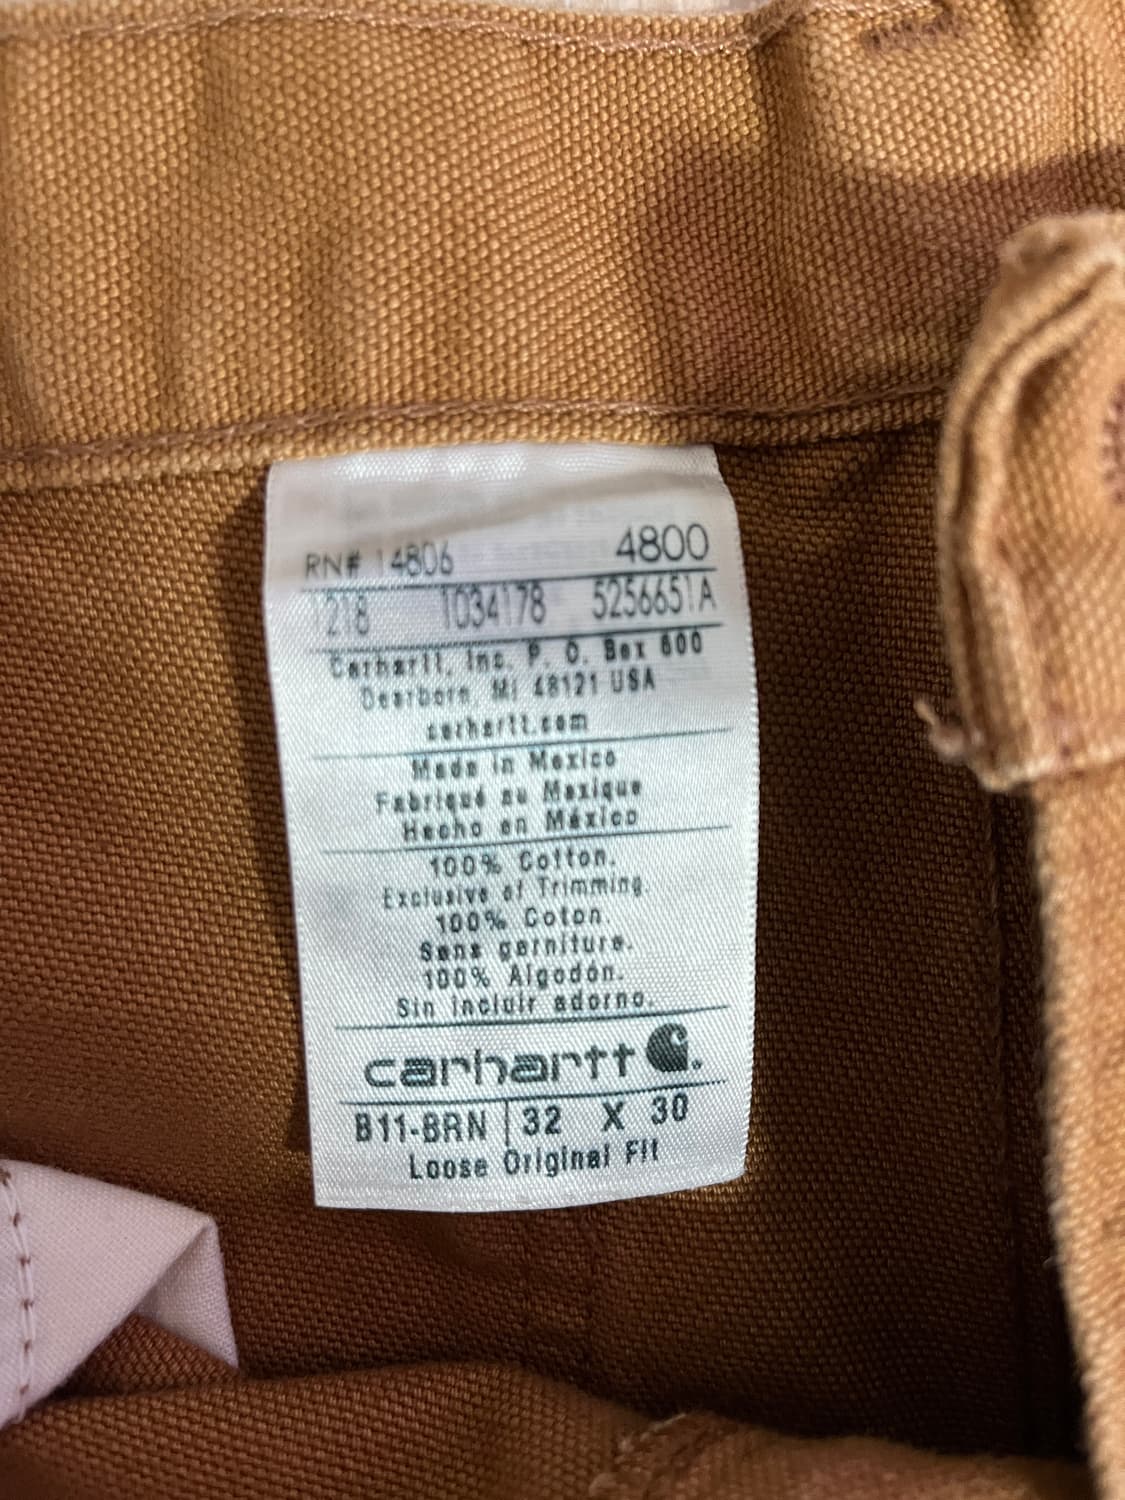 RN# 14806 4800
1218 1034178 5256651A
Carhartt, Inc. P. O. Box 600
Dearborn, MI 48121 USA
carhartt.com
Made in Mexico
Fabriqué au Mexique
Hecho en México
100% Cotton.
Exclusive of Trimming.
100% Coton.
Sans garniture.
100% Algodón.
Sin incluir adorno.
carhartt
B11-BRN 32 X 30
Loose Original Fit